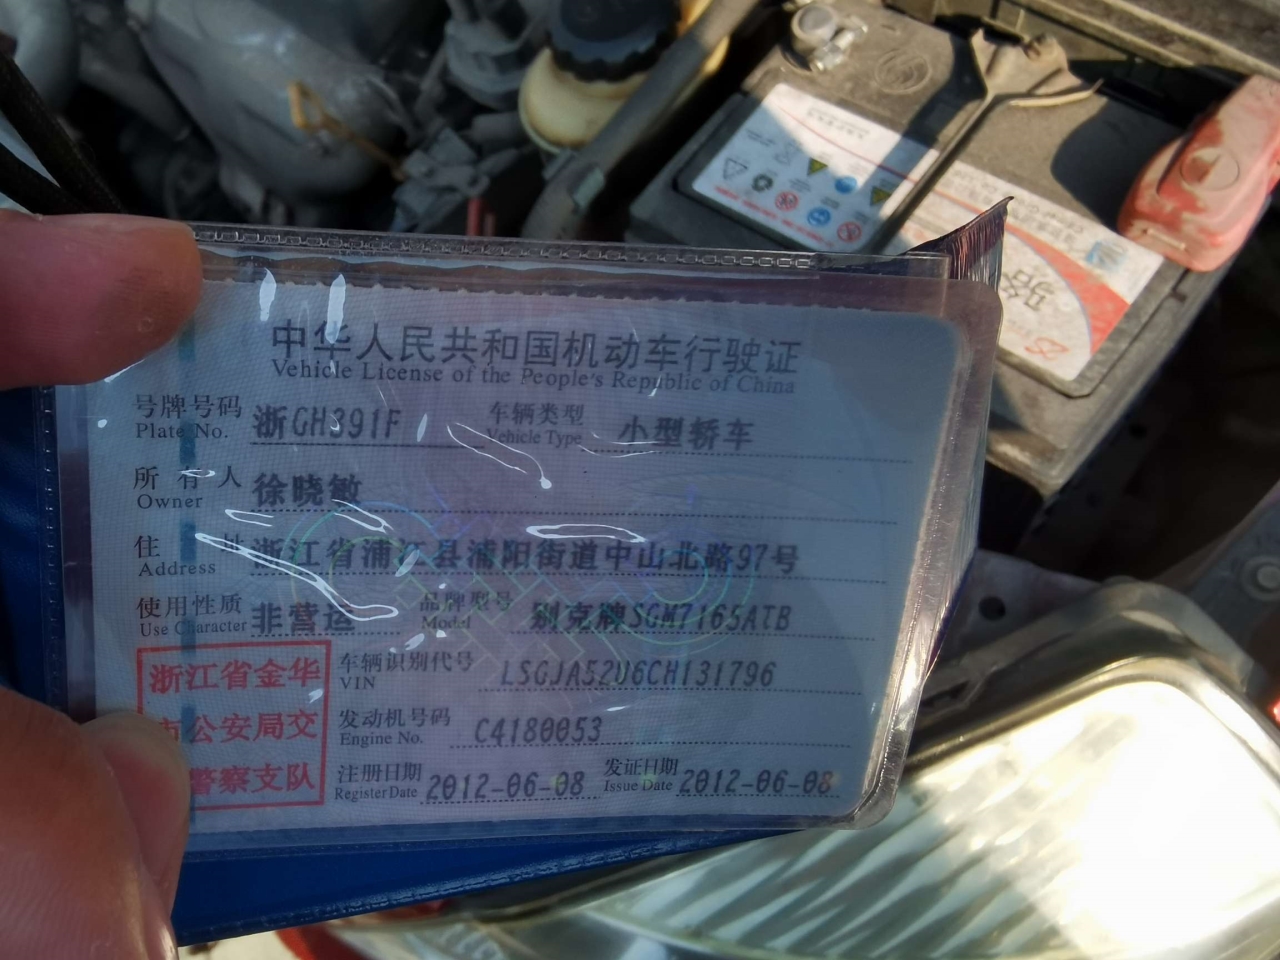 中华人民共和国机动车行驶证
Vehicle License of the People's Republic of China
号牌号码 浙GH391F 车辆类型 小型轿车
Plate No. Vehicle Type
所有人 徐晓敏
Owner
住址 浙江省浦江县浦阳街道中山北路97号
Address
使用性质 非营运 品牌型号 别克牌SGM7165ATB
Use Character Model
浙江省金华
市公安局交
警察支队
车辆识别代号 LSGJA52U6CH131796
VIN
发动机号码 C4180053
Engine No.
注册日期 2012-06-08 发证日期 2012-06-08
Register Date Issue Date
骆